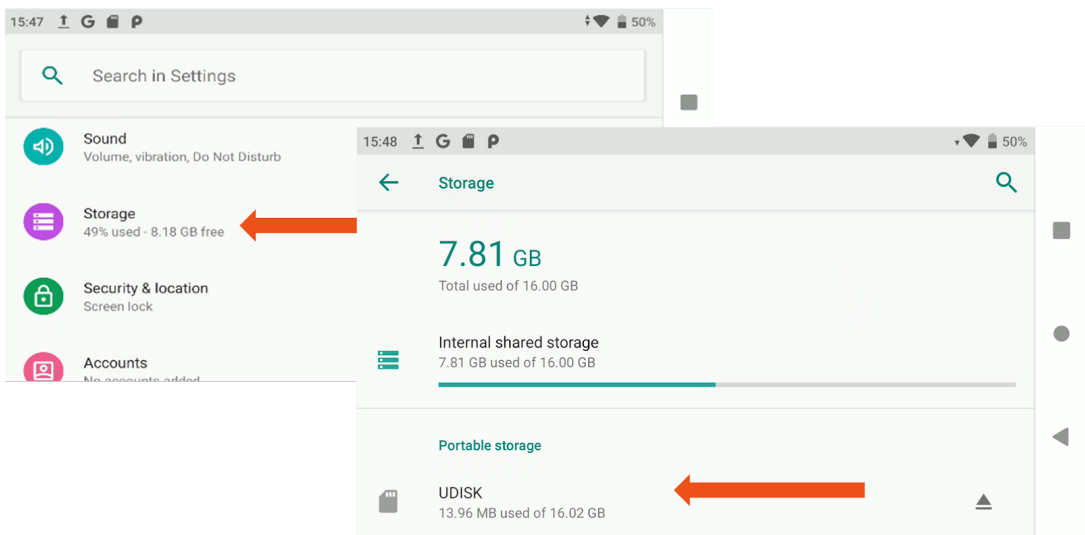 15:47 G P 50%
Search in Settings
Sound
Volume, vibration, Do Not Disturb
Storage
49% used - 8.18 GB free
Security & location
Screen lock
Accounts
No accounts added
15:48 G P 50%
Storage
7.81 GB
Total used of 16.00 GB
Internal shared storage
7.81 GB used of 16.00 GB
Portable storage
UDISK
13.96 MB used of 16.02 GB